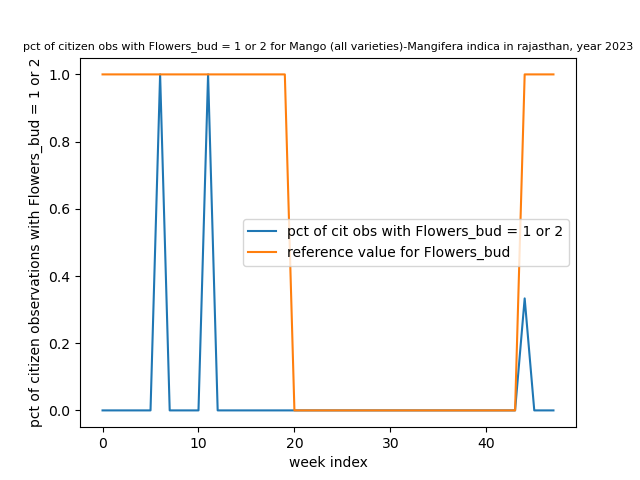 pct of citizen obs with Flowers_bud = 1 or 2 for Mango (all varieties)-Mangifera indica in rajasthan, year 2023
pct of citizen observations with Flowers_bud = 1 or 2
1.0
0.8
0.6
0.4
0.2
0.0
pct of cit obs with Flowers_bud = 1 or 2
reference value for Flowers_bud
0 10 20 30 40
week index